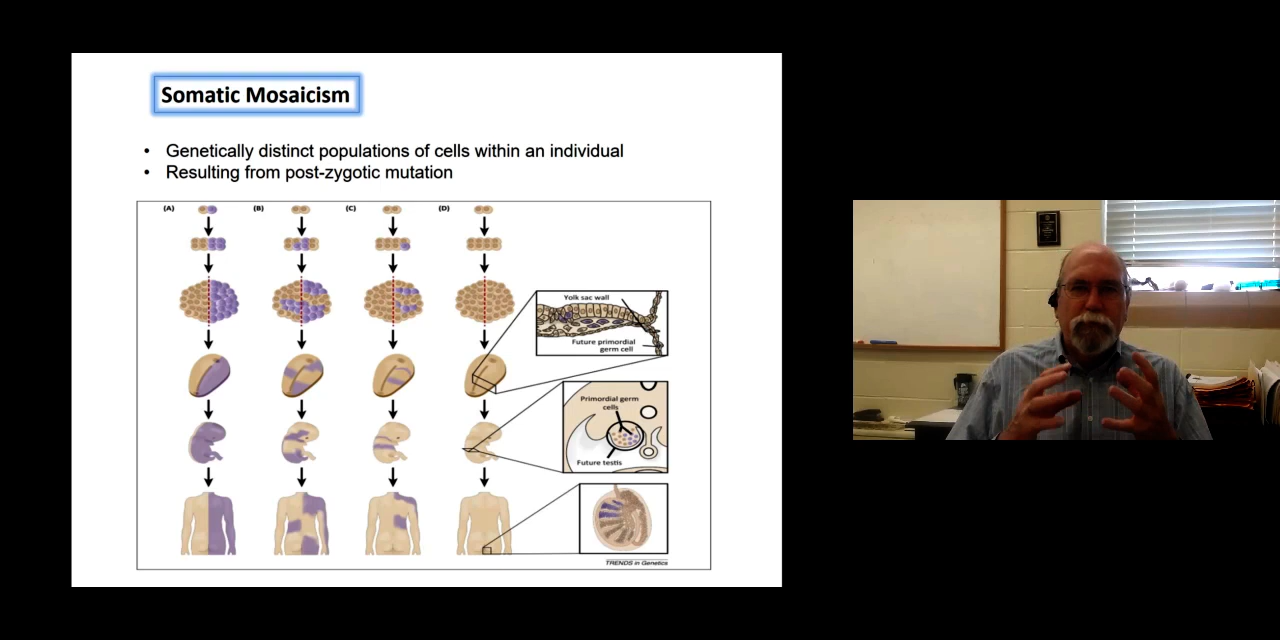 Somatic Mosaicism
• Genetically distinct populations of cells within an individual
• Resulting from post-zygotic mutation
(A) (B) (C) (D)
Yolk sac wall
Future primordial
germ cell
Primordial germ
cells
Future testis
TRENDS in Genetics